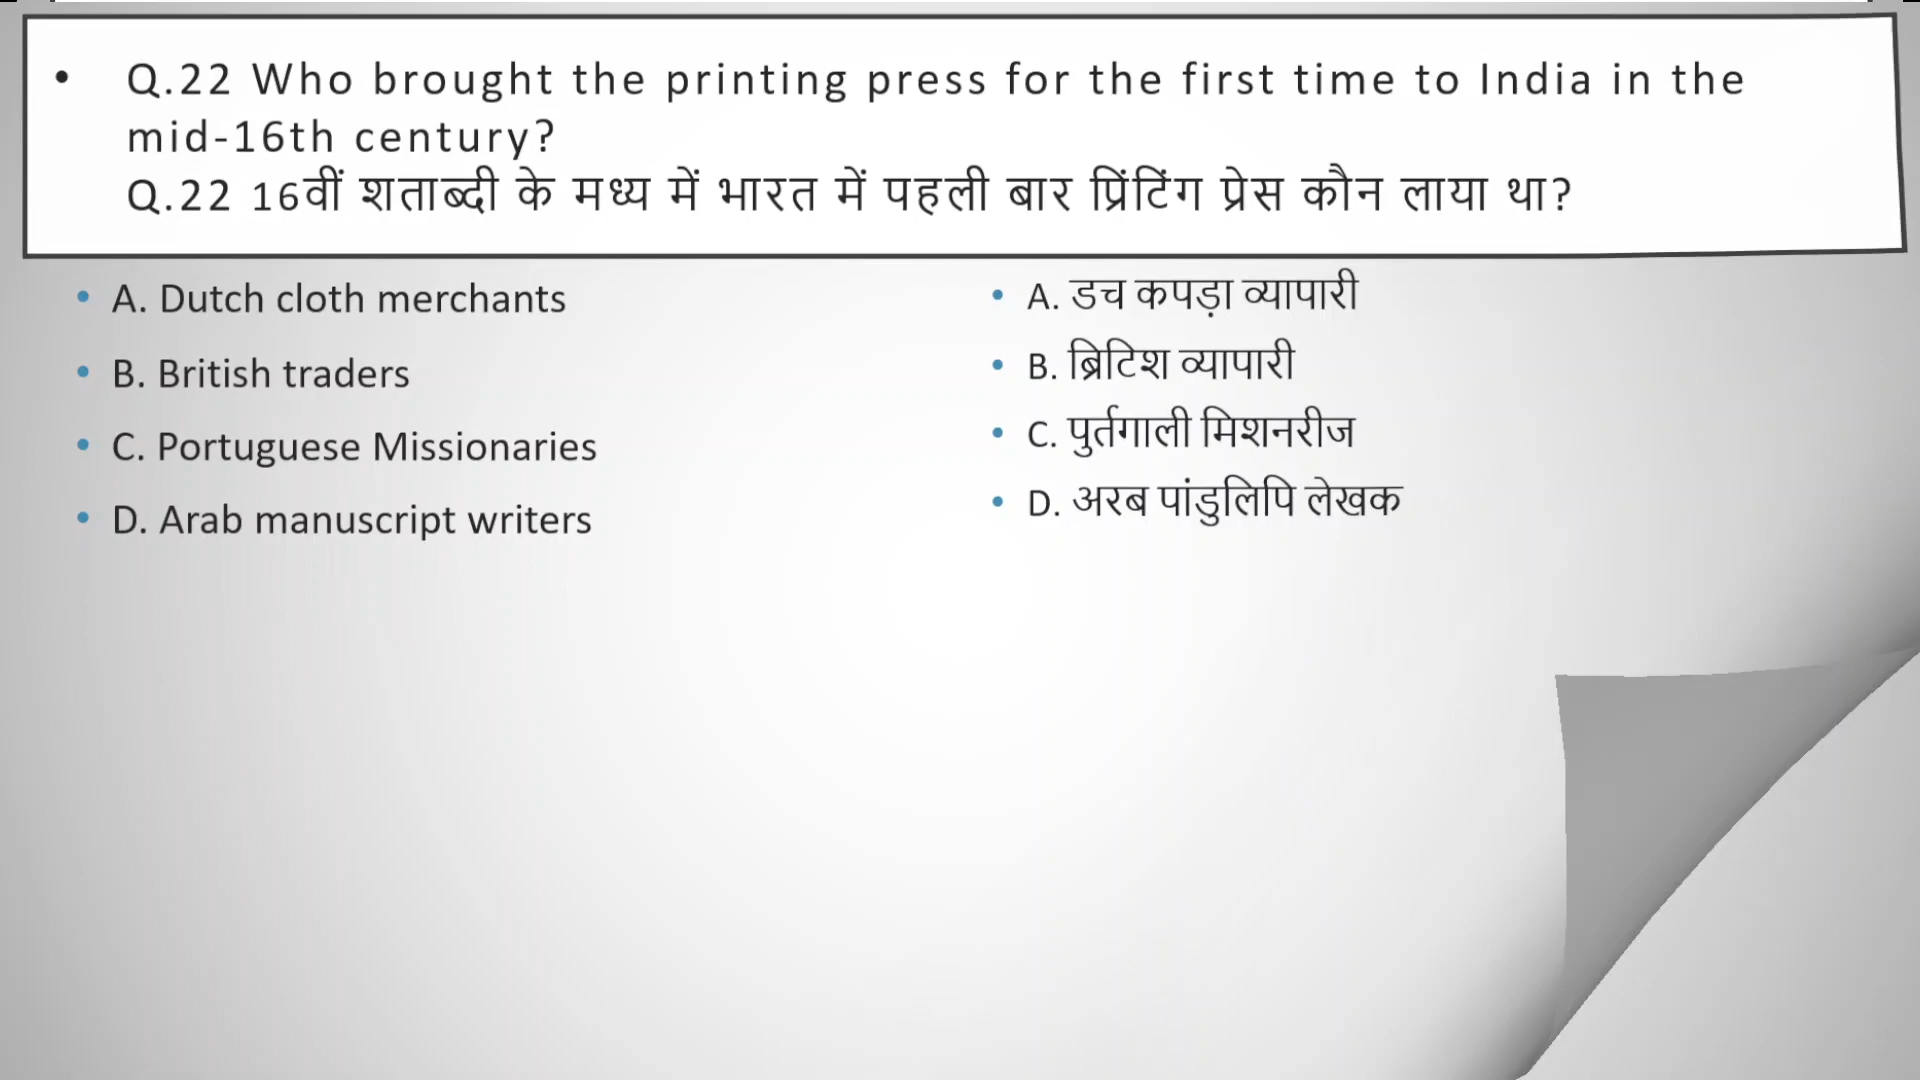 • Q.22 Who brought the printing press for the first time to India in the
mid-16th century?
Q.22 16वीं शताब्दी के मध्य में भारत में पहली बार प्रिंटिंग प्रेस कौन लाया था?
• A. Dutch cloth merchants
• B. British traders
• C. Portuguese Missionaries
• D. Arab manuscript writers
• A. डच कपड़ा व्यापारी
• B. ब्रिटिश व्यापारी
• C. पुर्तगाली मिशनरीज
• D. अरब पांडुलिपि लेखक